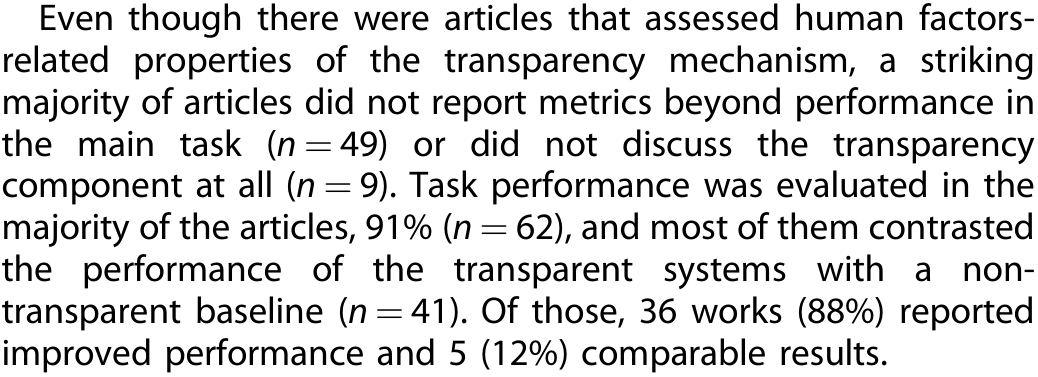 Even though there were articles that assessed human factors-
related properties of the transparency mechanism, a striking
majority of articles did not report metrics beyond performance in
the main task (n = 49) or did not discuss the transparency
component at all (n = 9). Task performance was evaluated in the
majority of the articles, 91% (n = 62), and most of them contrasted
the performance of the transparent systems with a non-
transparent baseline (n = 41). Of those, 36 works (88%) reported
improved performance and 5 (12%) comparable results.